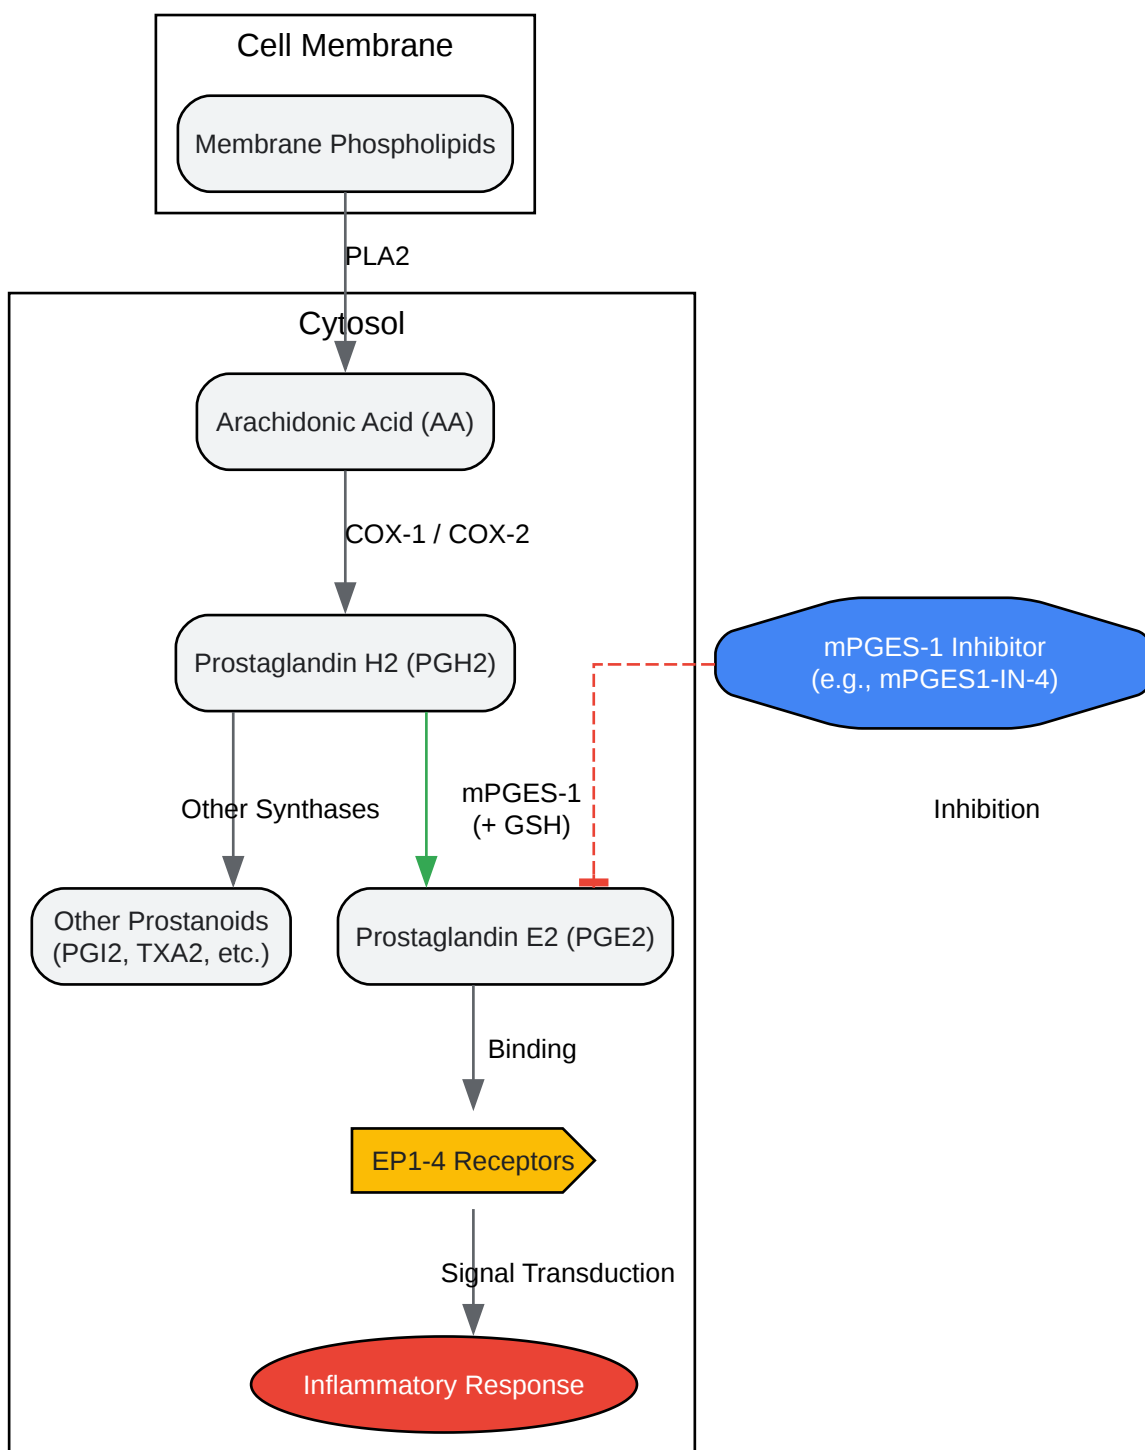 Cell Membrane
Membrane Phospholipids
PLA2
Cytosol
Arachidonic Acid (AA)
COX-1 / COX-2
Prostaglandin H2 (PGH2)
mPGES-1 Inhibitor
(e.g., mPGES1-IN-4)
Other Synthases
mPGES-1
(+ GSH)
Inhibition
Other Prostanoids
(PGI2, TXA2, etc.)
Prostaglandin E2 (PGE2)
Binding
EP1-4 Receptors
Signal Transduction
Inflammatory Response